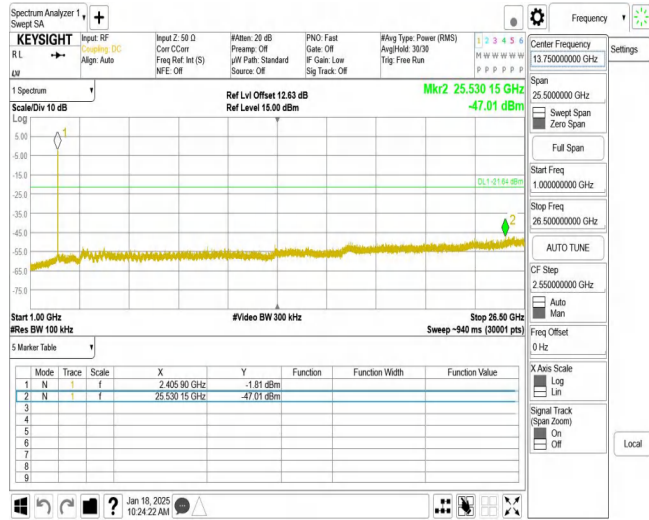 Spectrum Analyzer 1
Swept SA
Frequency
KEYSIGHT
RL
Input: RF
Coupling: DC
Align: Auto
Input Z: 50 Ω
Corr CCorr
Freq Ref: Int (S)
NFE: Off
#Atten: 20 dB
Preamp: Off
µW Path: Standard
Source: Off
PNO: Fast
Gate: Off
IF Gain: Low
Sig Track: Off
#Avg Type: Power (RMS)
Avg|Hold: 30/30
Trig: Free Run
1 2 3 4 5 6
M W W W W W
P P P P P P
1 Spectrum
Scale/Div 10 dB
Log
Ref Lvl Offset 12.63 dB
Ref Level 15.00 dBm
Mkr2 25.530 15 GHz
-47.01 dBm
5.00
-5.00
-15.0
-25.0
-35.0
-45.0
-55.0
-65.0
-75.0
1
DL1 -21.64 dBm
2
Start 1.00 GHz
#Res BW 100 kHz
#Video BW 300 kHz
Stop 26.50 GHz
Sweep ~940 ms (30001 pts)
5 Marker Table
Mode Trace Scale X Y Function Function Width Function Value
1 N 1 f 2.405 90 GHz -1.81 dBm
2 N 1 f 25.530 15 GHz -47.01 dBm
3
4
5
6
7
8
9
Jan 18, 2025
10:24:22 AM
Center Frequency
13.750000000 GHz
Settings
Span
25.5000000 GHz
Swept Span
Zero Span
Full Span
Start Freq
1.000000000 GHz
Stop Freq
26.500000000 GHz
AUTO TUNE
CF Step
2.550000000 GHz
Auto
Man
Freq Offset
0 Hz
X Axis Scale
Log
Lin
Signal Track
(Span Zoom)
On
Off
Local